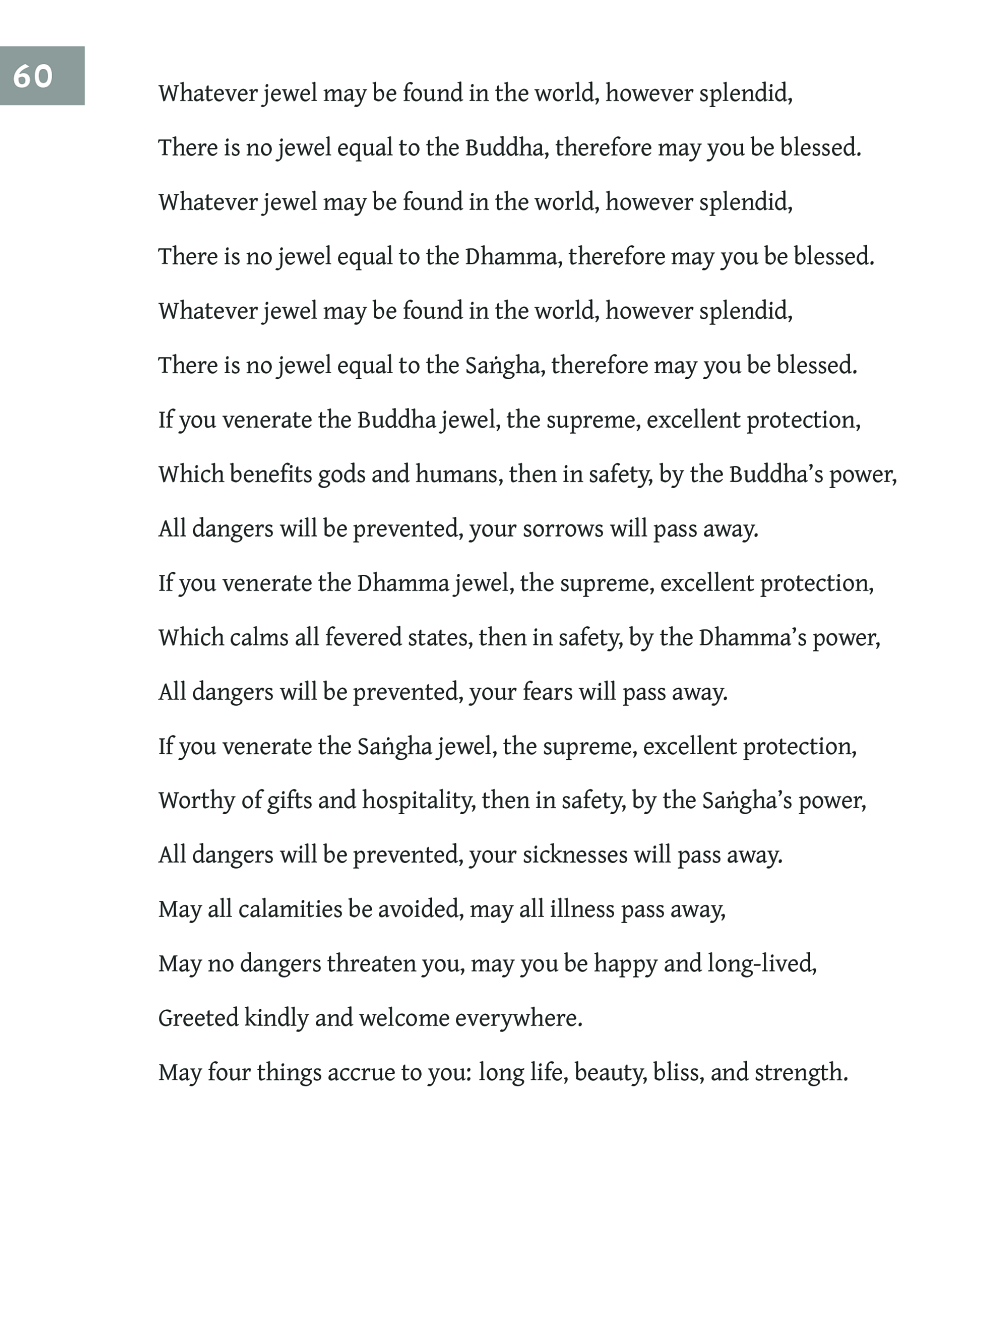 60
Whatever jewel may be found in the world, however splendid,
There is no jewel equal to the Buddha, therefore may you be blessed.
Whatever jewel may be found in the world, however splendid,
There is no jewel equal to the Dhamma, therefore may you be blessed.
Whatever jewel may be found in the world, however splendid,
There is no jewel equal to the Saṅgha, therefore may you be blessed.
If you venerate the Buddha jewel, the supreme, excellent protection,
Which benefits gods and humans, then in safety, by the Buddha’s power,
All dangers will be prevented, your sorrows will pass away.
If you venerate the Dhamma jewel, the supreme, excellent protection,
Which calms all fevered states, then in safety, by the Dhamma’s power,
All dangers will be prevented, your fears will pass away.
If you venerate the Saṅgha jewel, the supreme, excellent protection,
Worthy of gifts and hospitality, then in safety, by the Saṅgha’s power,
All dangers will be prevented, your sicknesses will pass away.
May all calamities be avoided, may all illness pass away,
May no dangers threaten you, may you be happy and long-lived,
Greeted kindly and welcome everywhere.
May four things accrue to you: long life, beauty, bliss, and strength.